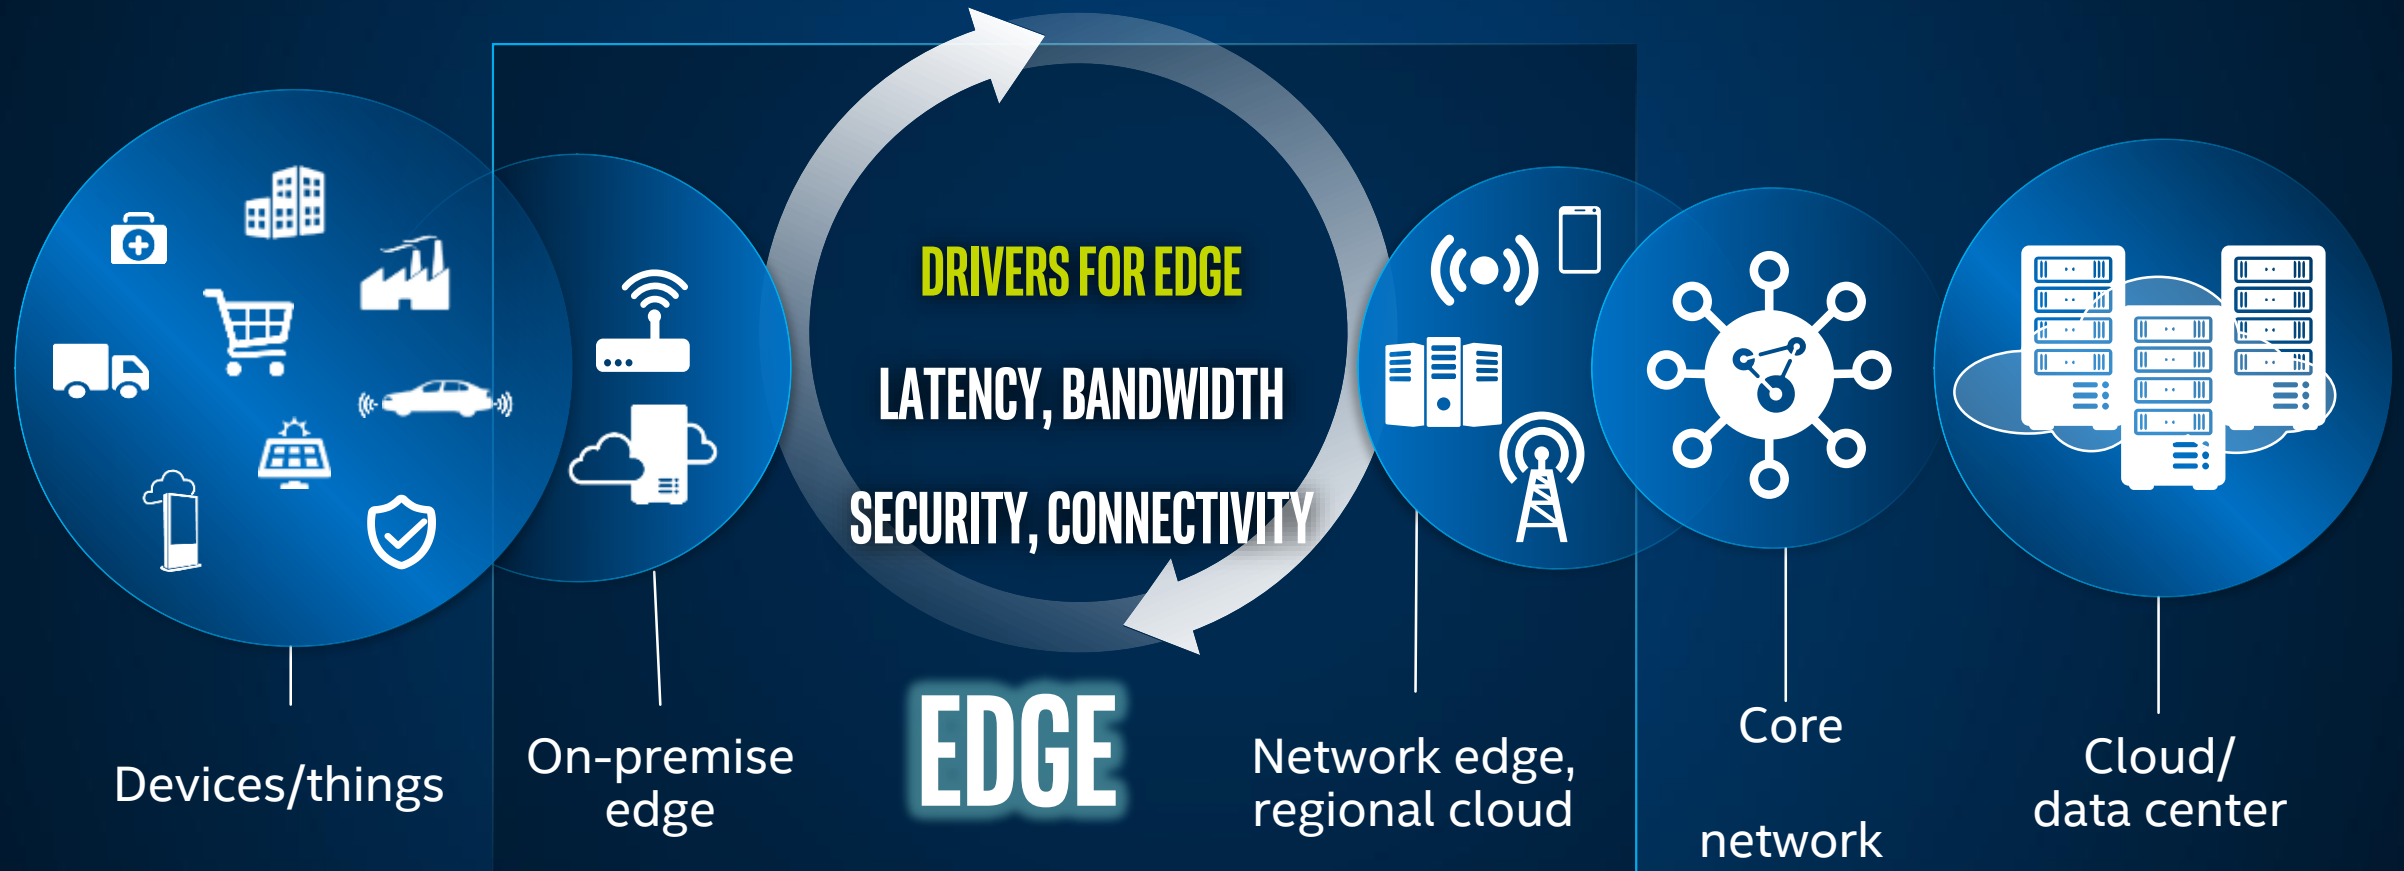 DRIVERS FOR EDGE
LATENCY, BANDWIDTH
SECURITY, CONNECTIVITY
EDGE
Devices/things
On-premise
edge
Network edge,
regional cloud
Core
network
Cloud/
data center